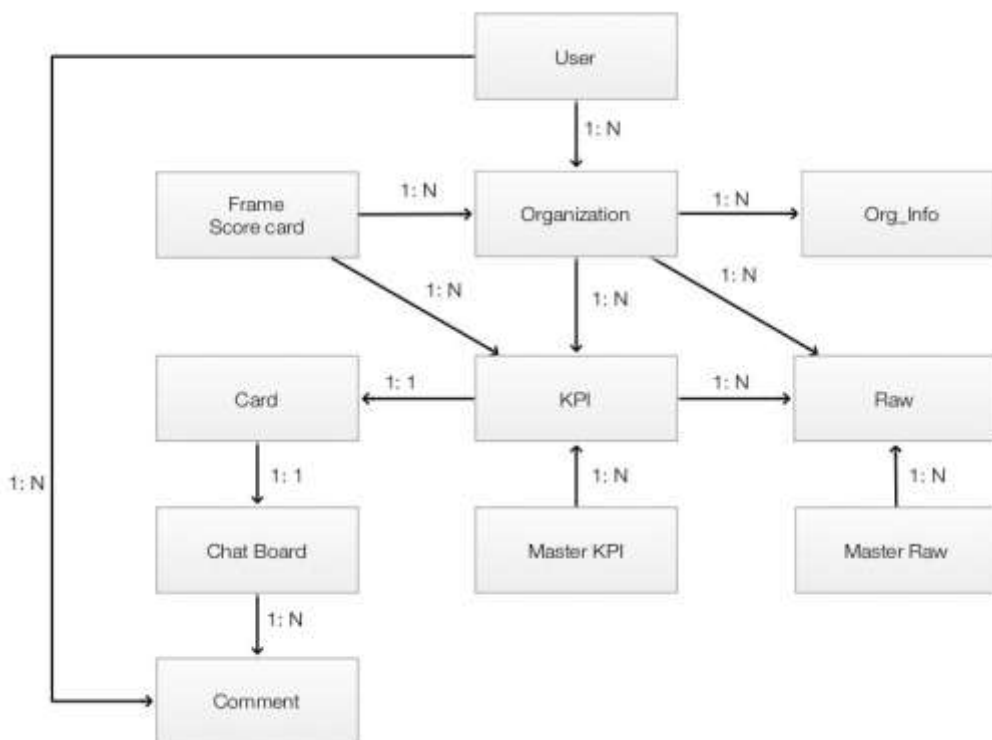 User
1: N
1: N
1: N
Frame
Score card
Organization
Org_Info
1: N
1: N
1: N
1: 1
1: N
Card
KPI
Raw
1: 1
1: N
1: N
1: N
Chat Board
Master KPI
Master Raw
1: N
Comment